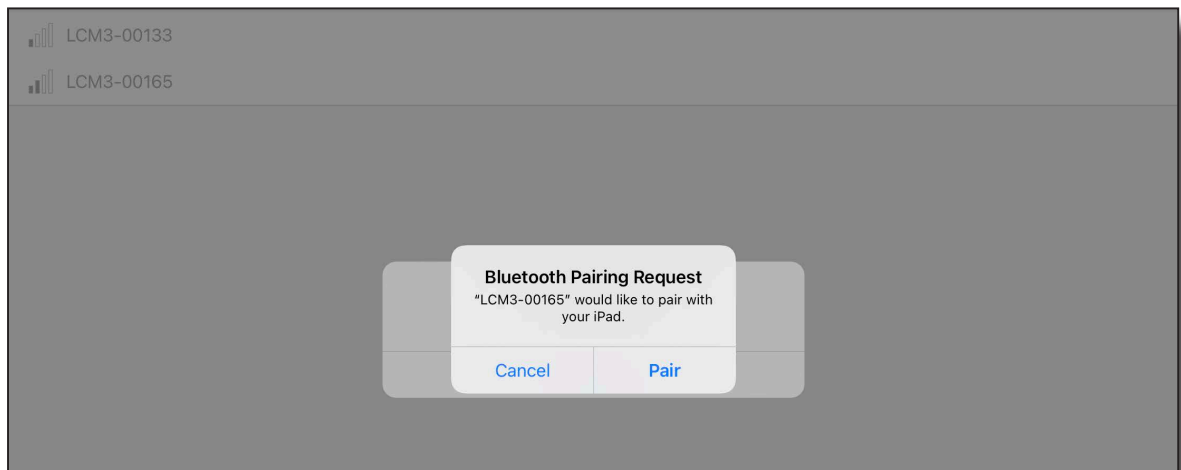 LCM3-00133
LCM3-00165
Bluetooth Pairing Request
“LCM3-00165” would like to pair with
your iPad.
Cancel Pair